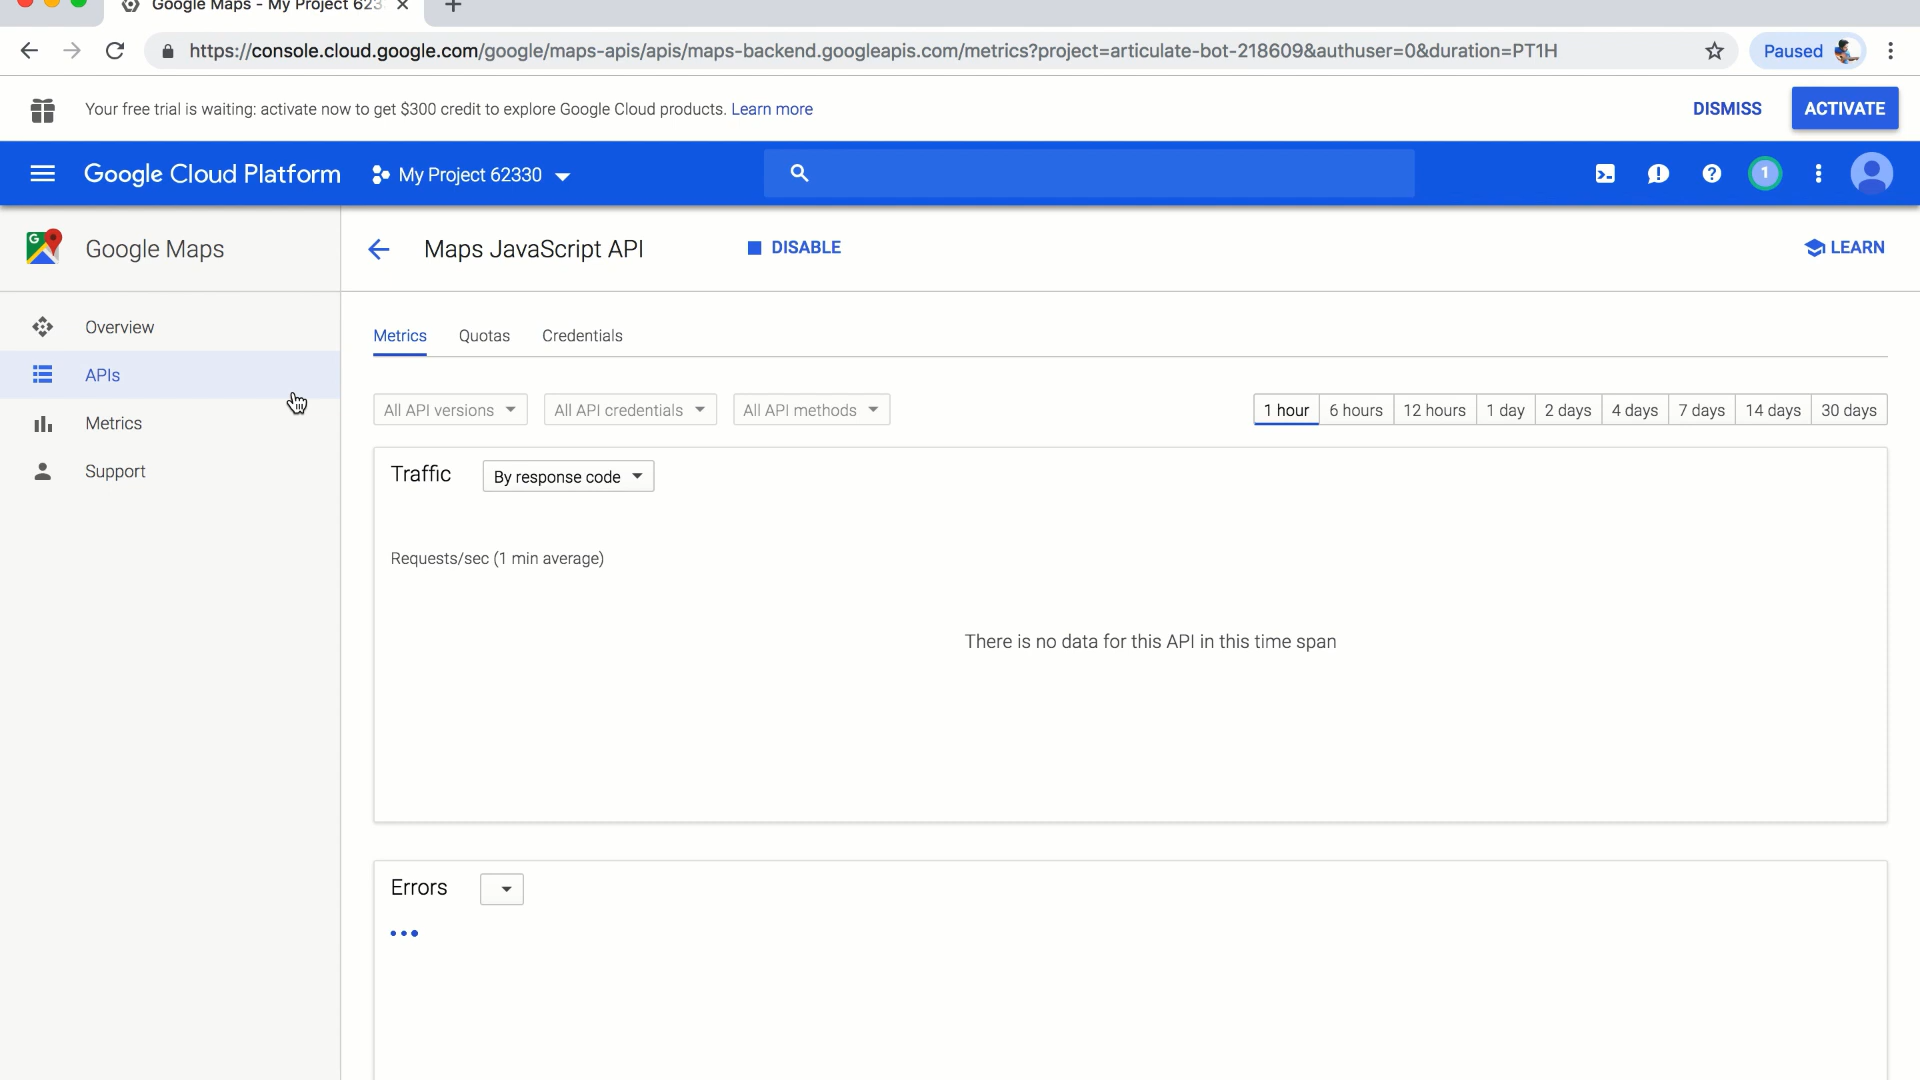 Google Maps - My Project 623
https://console.cloud.google.com/google/maps-apis/apis/maps-backend.googleapis.com/metrics?project=articulate-bot-218609&authuser=0&duration=PT1H
Paused
Your free trial is waiting: activate now to get $300 credit to explore Google Cloud products. Learn more
DISMISS
ACTIVATE
Google Cloud Platform
My Project 62330
1
Google Maps
Maps JavaScript API
DISABLE
LEARN
Overview
APIs
Metrics
Support
Metrics Quotas Credentials
All API versions All API credentials All API methods
1 hour 6 hours 12 hours 1 day 2 days 4 days 7 days 14 days 30 days
Traffic
By response code
Requests/sec (1 min average)
There is no data for this API in this time span
Errors